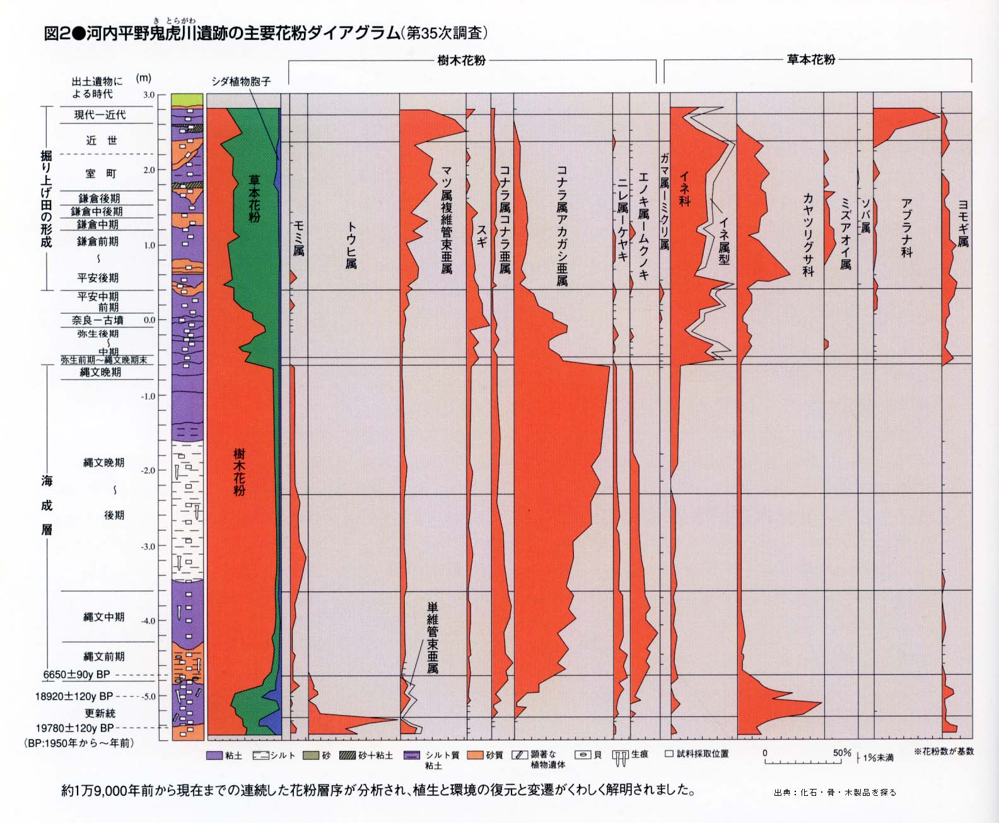 き とらがわ
図2●河内平野鬼虎川遺跡の主要花粉ダイアグラム(第35次調査)
樹木花粉
草本花粉
出土遺物に
よる時代
(m)
シダ植物胞子
3.0
2.0
1.0
0.0
-1.0
-2.0
-3.0
-4.0
-5.0
掘り上げ田の形成
海成層
現代ー近代
近 世
室 町
鎌倉後期
鎌倉中後期
鎌倉中期
鎌倉前期
〜
平安後期
平安中期
前期
奈良ー古墳
弥生後期
〜
中期
弥生前期〜縄文晩期末
縄文晩期
縄文晩期
〜
後期
縄文中期
縄文前期
6650±90y BP
18920±120y BP
更新統
19780±120y BP
(BP:1950年から〜年前)
草本花粉
樹木花粉
モミ属
トウヒ属
マツ属複維管束亜属
単維管束亜属
スギ
コナラ属コナラ亜属
コナラ属アカガシ亜属
ニレ属ーケヤキ
エノキ属ームクノキ
ガマ属ーミクリ属
イネ科
イネ属型
カヤツリグサ科
ミズアオイ属
ソバ属
アブラナ科
ヨモギ属
粘土
シルト
砂
砂+粘土
シルト質
粘土
砂質
顕著な
植物遺体
貝
生痕
試料採取位置
0
50%
1%未満
※花粉数が基数
約1万9,000年前から現在までの連続した花粉層序が分析され、植生と環境の復元と変遷がくわしく解明されました。
出典:化石・骨・木製品を探る